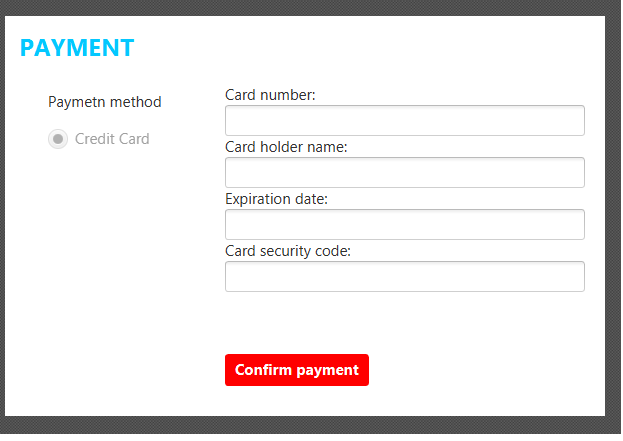 PAYMENT
Paymetn method
Credit Card
Card number:
Card holder name:
Expiration date:
Card security code:
Confirm payment